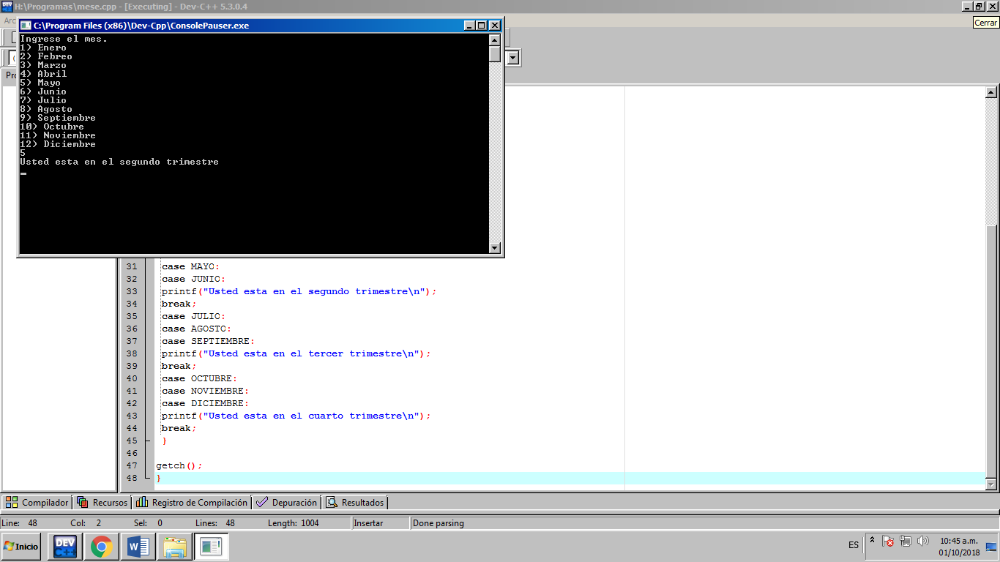 H:\Programas\mese.cpp - [Executing] - Dev-C++ 5.3.0.4
Cerrar
C:\Program Files (x86)\Dev-Cpp\ConsolePauser.exe
Ingrese el mes.
1) Enero
2) Febreo
3) Marzo
4) Abril
5) Mayo
6) Junio
7) Julio
8) Agosto
9) Septiembre
10) Octubre
11) Noviembre
12) Diciembre
5
Usted esta en el segundo trimestre
31 case MAYO:
32 case JUNIO:
33 printf("Usted esta en el segundo trimestre\n");
34 break;
35 case JULIO:
36 case AGOSTO:
37 case SEPTIEMBRE:
38 printf("Usted esta en el tercer trimestre\n");
39 break;
40 case OCTUBRE:
41 case NOVIEMBRE:
42 case DICIEMBRE:
43 printf("Usted esta en el cuarto trimestre\n");
44 break;
45 }
46
47 getch();
48 }
Compilador Recursos Registro de Compilación Depuración Resultados
Line: 48 Col: 2 Sel: 0 Lines: 48 Length: 1004 Insertar Done parsing
Inicio DEV C++ W ES 10:45 a.m.
01/10/2018